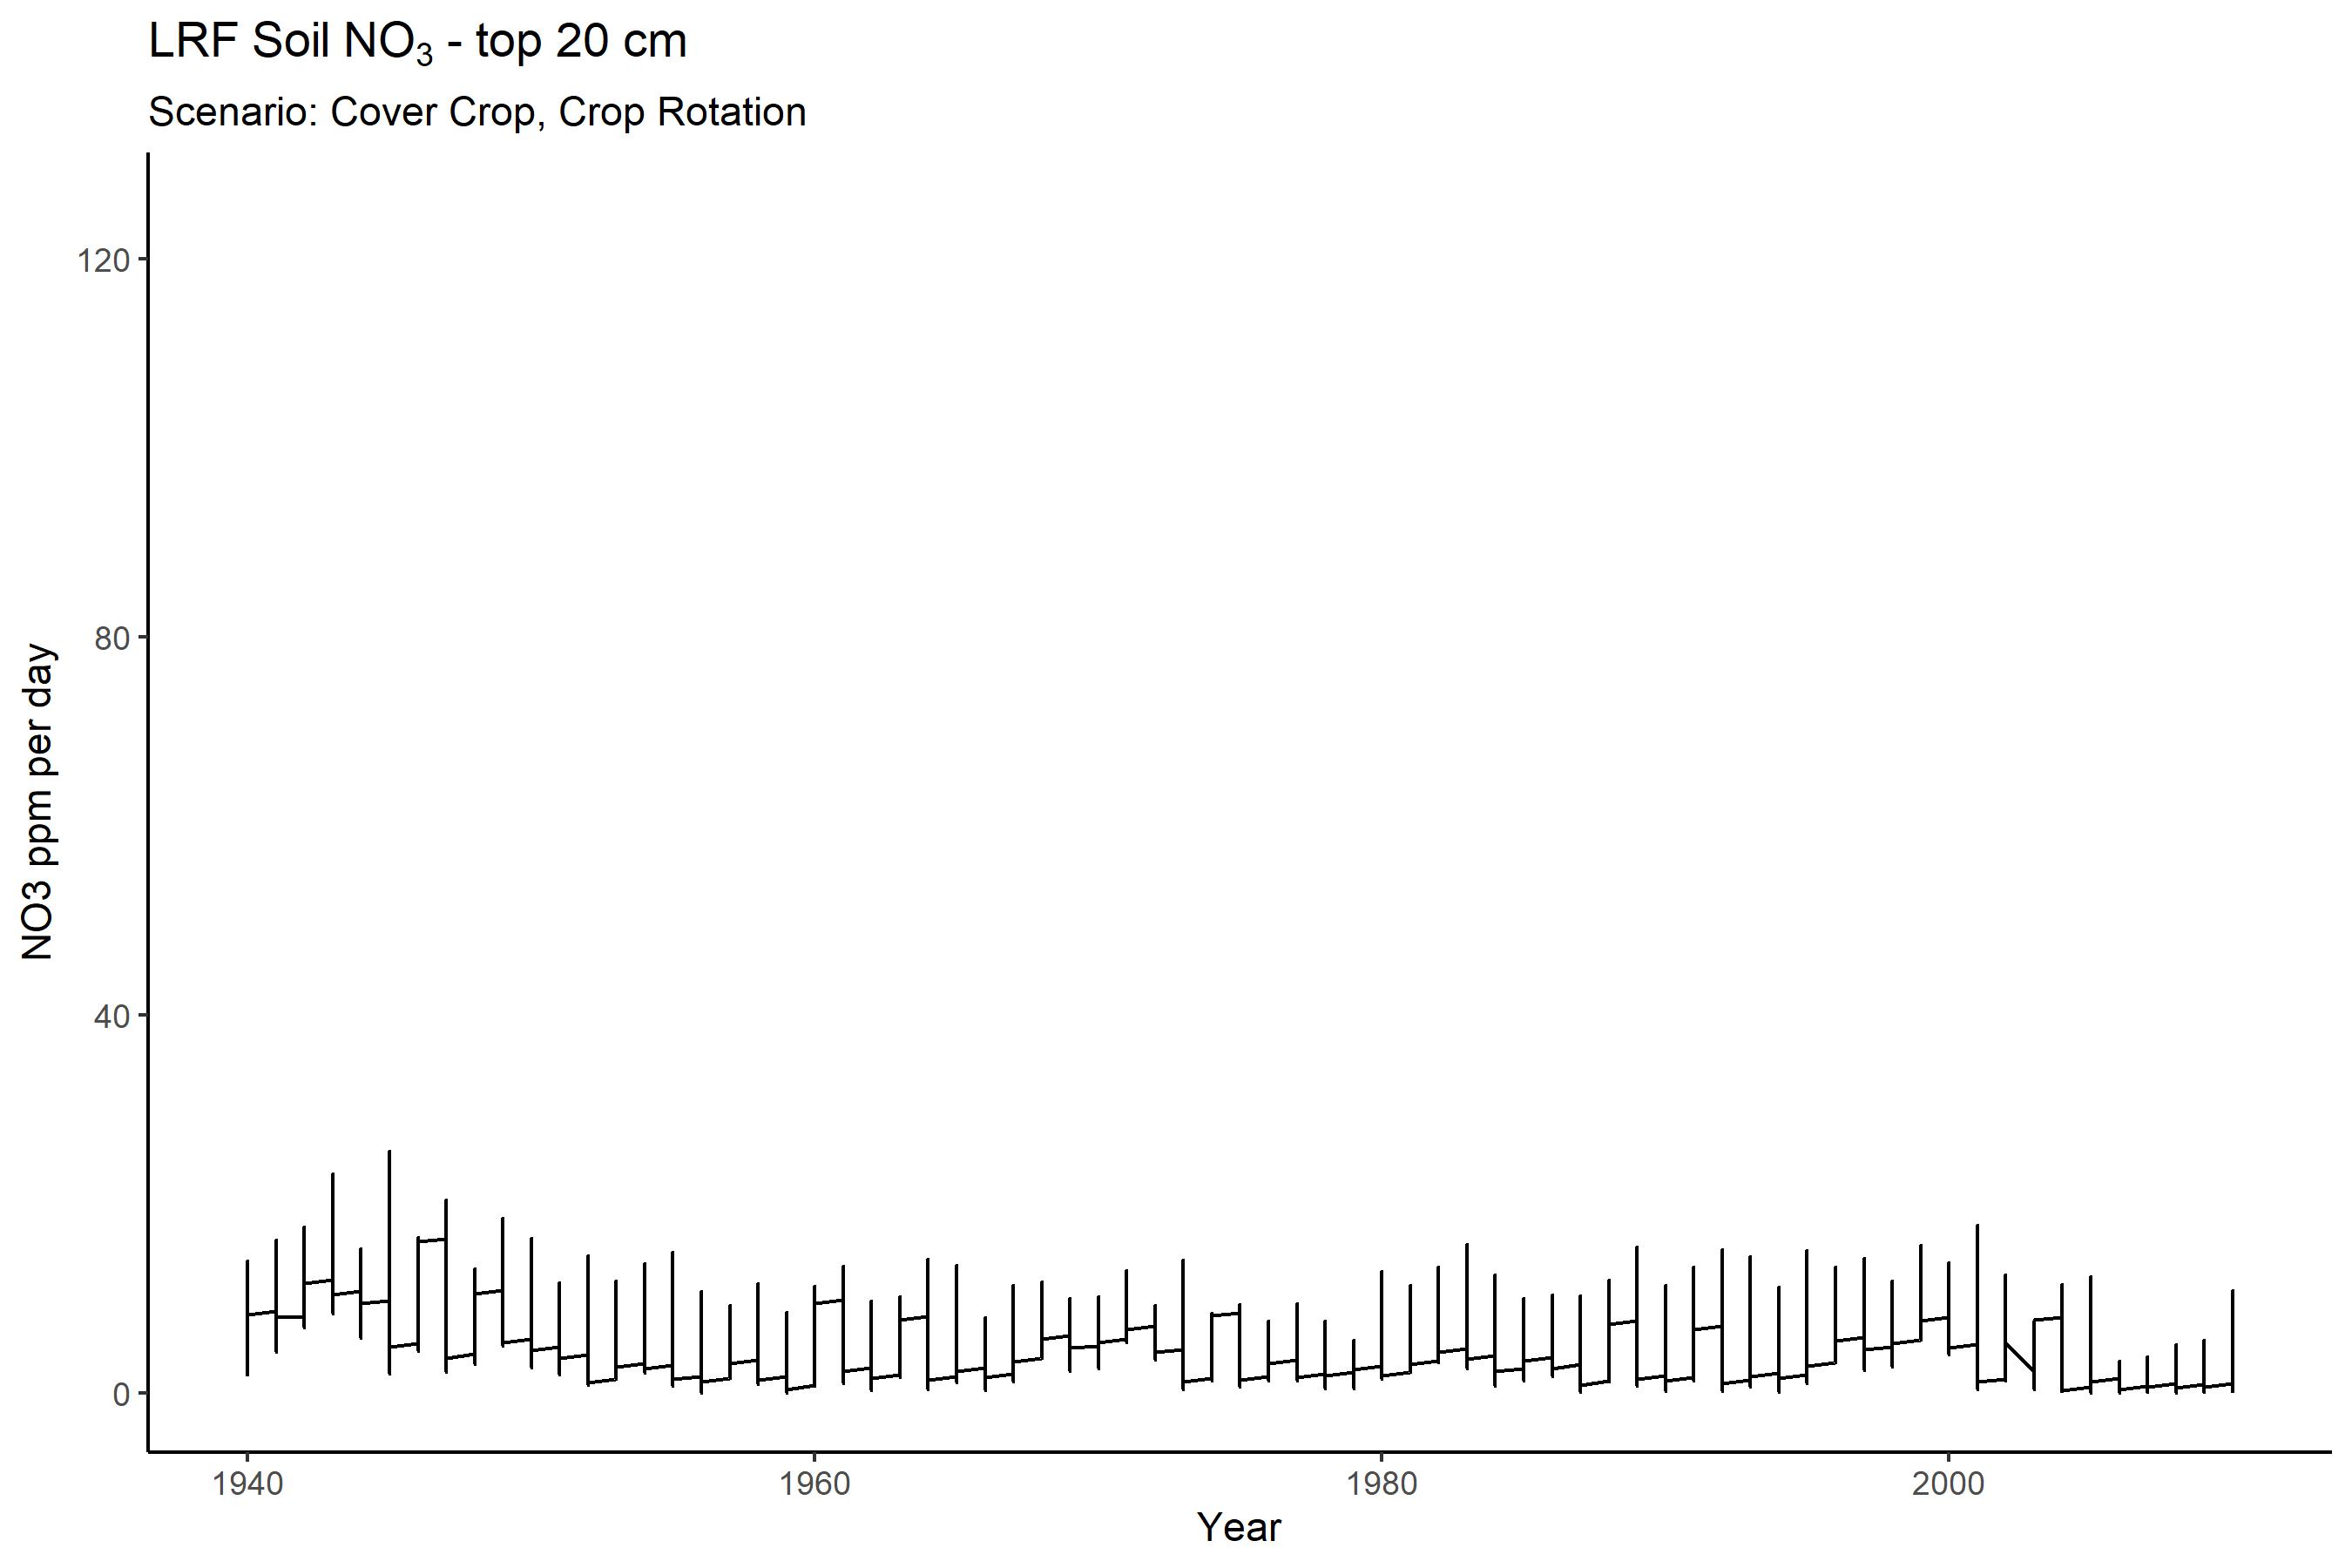 LRF Soil NO₃ - top 20 cm
Scenario: Cover Crop, Crop Rotation
NO3 ppm per day
120
80
40
0
1940 1960 1980 2000
Year